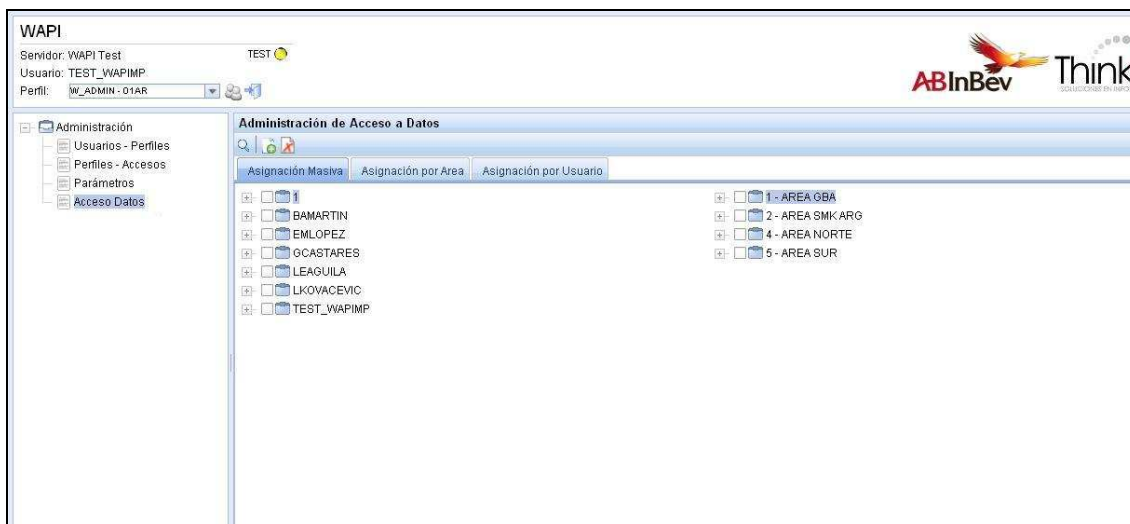 WAPI
Servidor: WAPI Test
TEST
Usuario: TEST_WAPIMP
Perfil: W_ADMIN - 01AR
ABInBev
Think
Administración
Usuarios - Perfiles
Perfiles - Accesos
Parámetros
Acceso Datos
Administración de Acceso a Datos
Asignación Masiva
Asignación por Area
Asignación por Usuario
1
BAMARTIN
EMLOPEZ
GCASTARES
LEAGUILA
LKOVACEVIC
TEST_WAPIMP
1 - AREA GBA
2 - AREA SMK ARG
4 - AREA NORTE
5 - AREA SUR